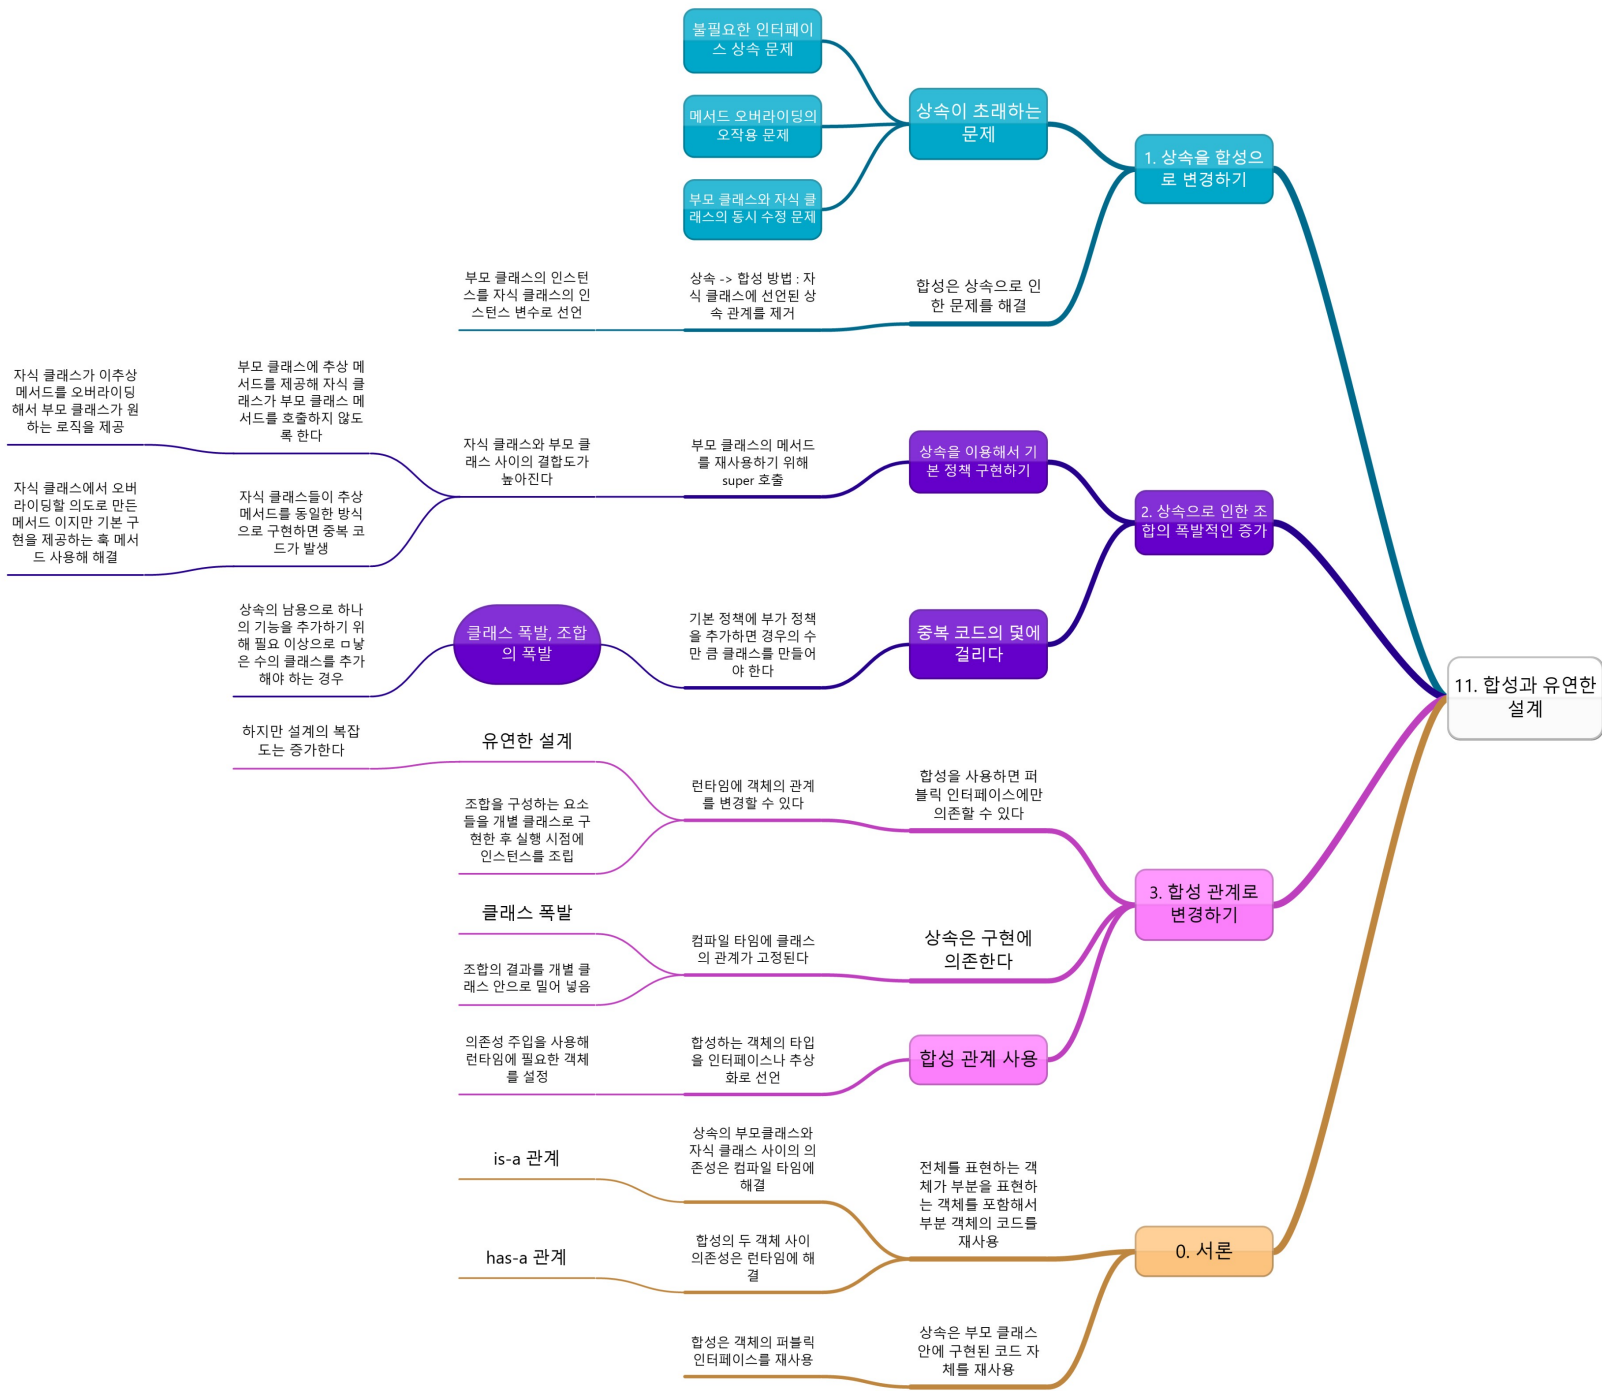 11. 합성과 유연한
설계
1. 상속을 합성으
로 변경하기
상속이 초래하는
문제
불필요한 인터페이
스 상속 문제
메서드 오버라이딩의
오작용 문제
부모 클래스와 자식 클
래스의 동시 수정 문제
합성은 상속으로 인
한 문제를 해결
상속 -> 합성 방법 : 자
식 클래스에 선언된 상
속 관계를 제거
부모 클래스의 인스턴
스를 자식 클래스의 인
스턴스 변수로 선언
2. 상속으로 인한 조
합의 폭발적인 증가
상속을 이용해서 기
본 정책 구현하기
부모 클래스의 메서드
를 재사용하기 위해
super 호출
자식 클래스와 부모 클
래스 사이의 결합도가
높아진다
부모 클래스에 추상 메
서드를 제공해 자식 클
래스가 부모 클래스 메
서드를 호출하지 않도
록 한다
자식 클래스가 이추상
메서드를 오버라이딩
해서 부모 클래스가 원
하는 로직을 제공
자식 클래스들이 추상
메서드를 동일한 방식
으로 구현하면 중복 코
드가 발생
자식 클래스에서 오버
라이딩할 의도로 만든
메서드 이지만 기본 구
현을 제공하는 훅 메서
드 사용해 해결
중복 코드의 덫에
걸리다
기본 정책에 부가 정책
을 추가하면 경우의 수
만 큼 클래스를 만들어
야 한다
클래스 폭발, 조합
의 폭발
상속의 남용으로 하나
의 기능을 추가하기 위
해 필요 이상으로 ㅁ낳
은 수의 클래스를 추가
해야 하는 경우
3. 합성 관계로
변경하기
합성을 사용하면 퍼
블릭 인터페이스에만
의존할 수 있다
런타임에 객체의 관계
를 변경할 수 있다
유연한 설계
하지만 설계의 복잡
도는 증가한다
조합을 구성하는 요소
들을 개별 클래스로 구
현한 후 실행 시점에
인스턴스를 조립
상속은 구현에
의존한다
컴파일 타임에 클래스
의 관계가 고정된다
클래스 폭발
조합의 결과를 개별 클
래스 안으로 밀어 넣음
합성 관계 사용
합성하는 객체의 타입
을 인터페이스나 추상
화로 선언
의존성 주입을 사용해
런타임에 필요한 객체
를 설정
0. 서론
전체를 표현하는 객
체가 부분을 표현하
는 객체를 포함해서
부분 객체의 코드를
재사용
상속의 부모클래스와
자식 클래스 사이의 의
존성은 컴파일 타임에
해결
is-a 관계
합성의 두 객체 사이
의존성은 런타임에 해
결
has-a 관계
상속은 부모 클래스
안에 구현된 코드 자
체를 재사용
합성은 객체의 퍼블릭
인터페이스를 재사용